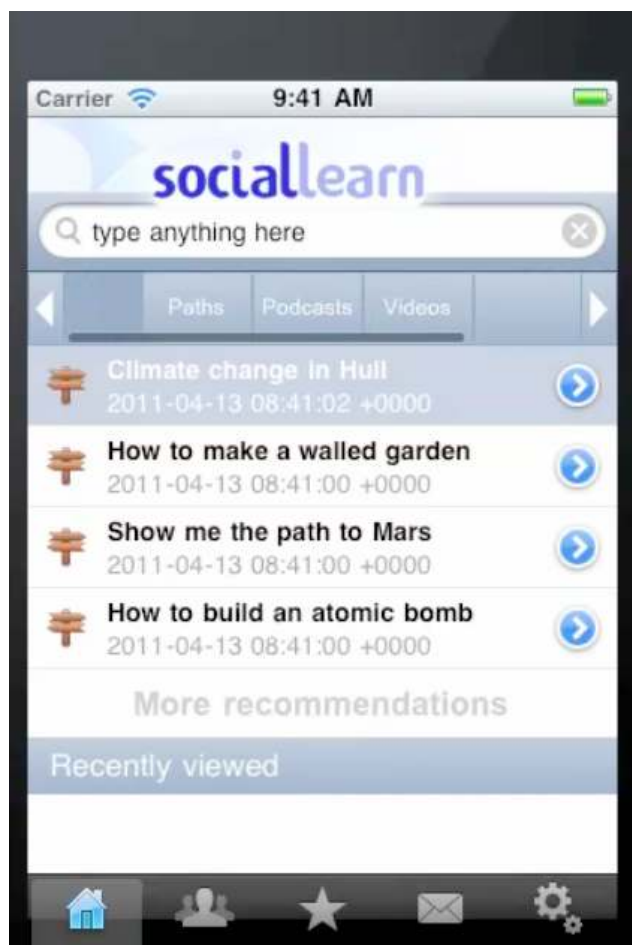 Carrier 9:41 AM
sociallearn
type anything here
Paths Podcasts Videos
Climate change in Hull
2011-04-13 08:41:02 +0000
How to make a walled garden
2011-04-13 08:41:00 +0000
Show me the path to Mars
2011-04-13 08:41:00 +0000
How to build an atomic bomb
2011-04-13 08:41:00 +0000
More recommendations
Recently viewed